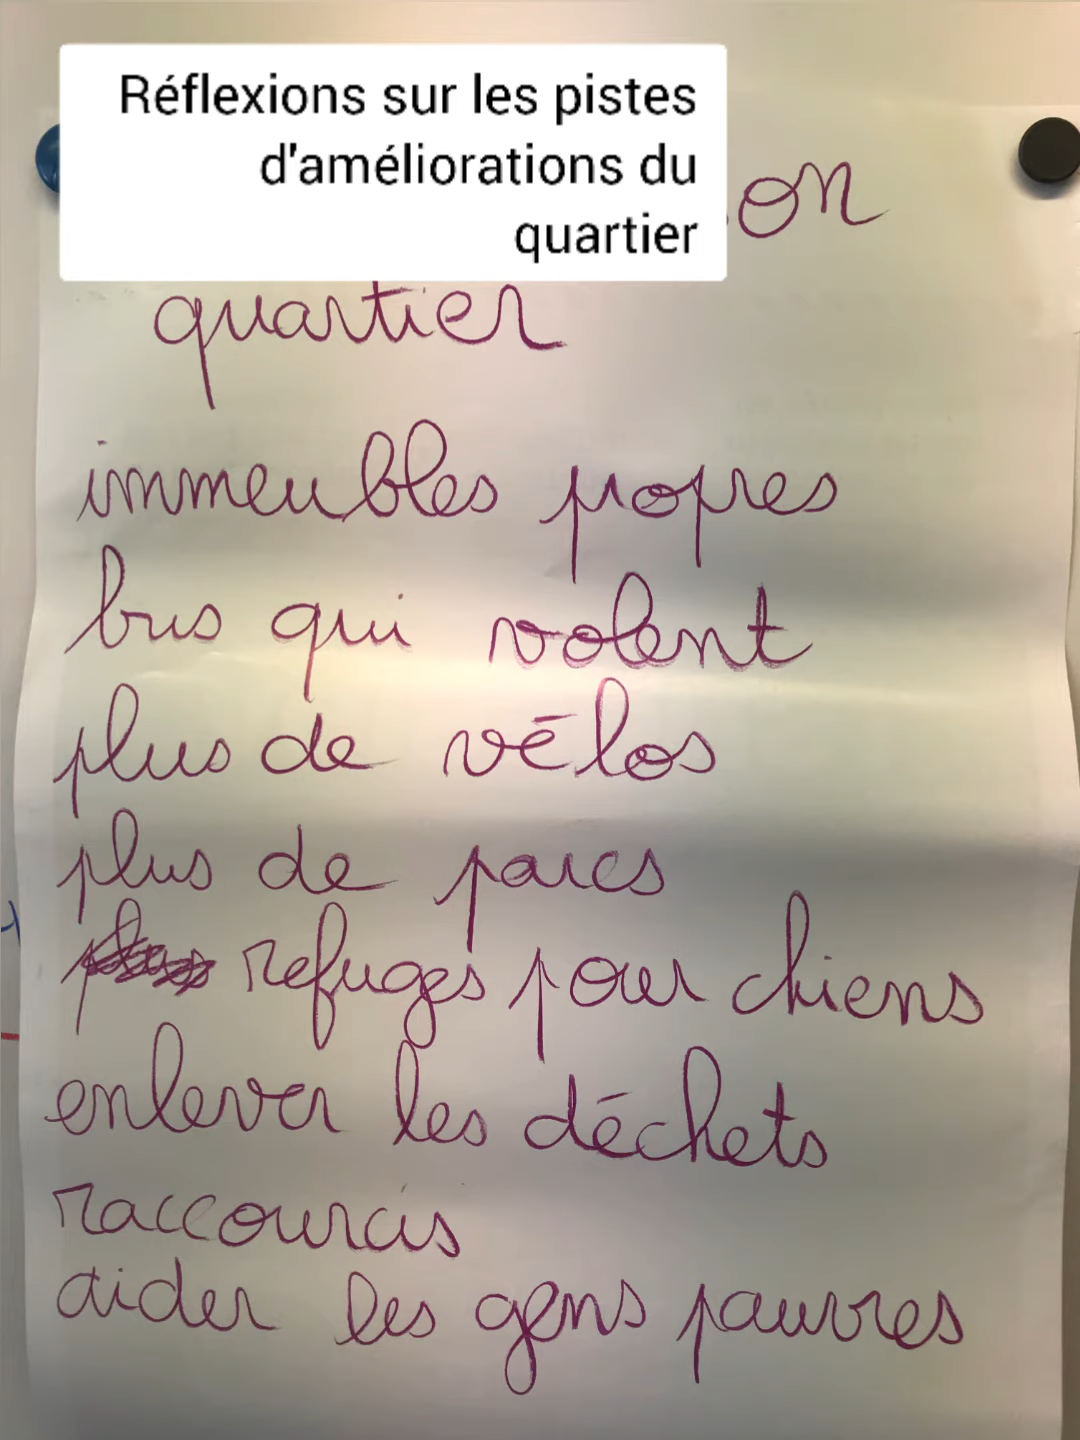 Réflexions sur les pistes
d'améliorations du
quartier
on
quartier
immeubles propres
bus qui volent
plus de vélos
plus de parcs
refuges pour chiens
enlever les déchets
raccourcis
aider les gens pauvres